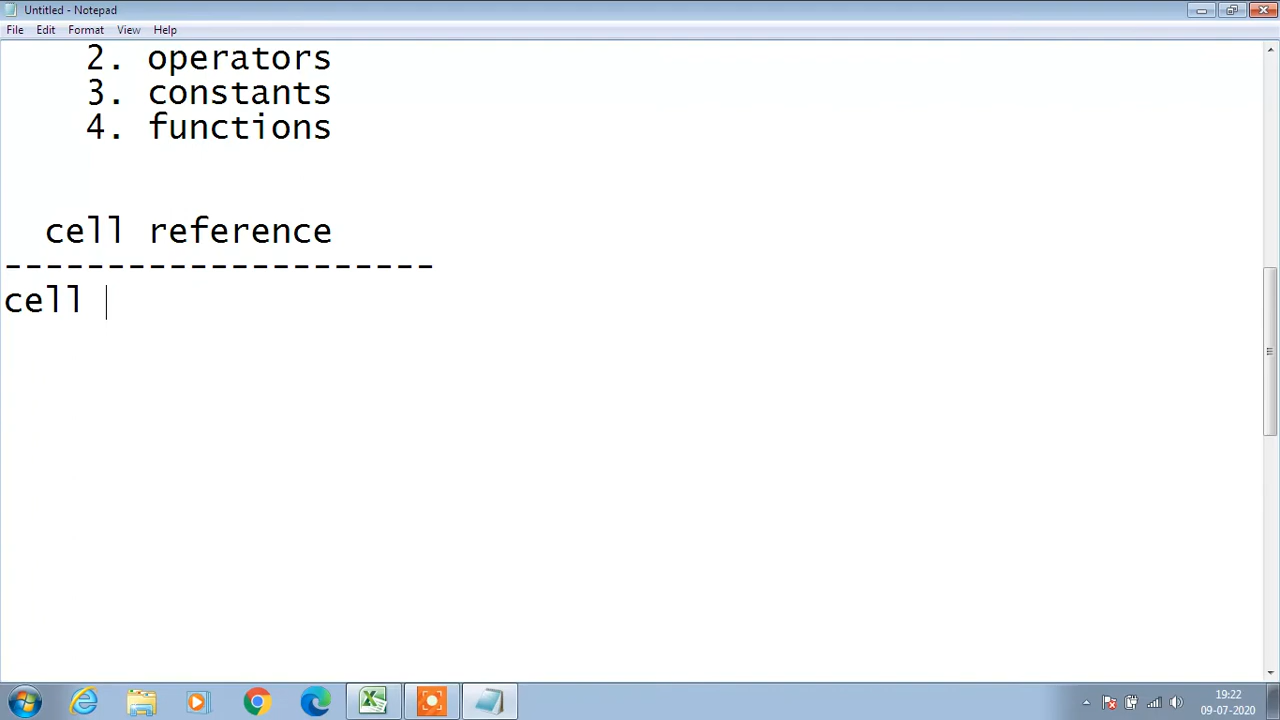 Untitled - Notepad
File Edit Format View Help
2. operators
3. constants
4. functions
cell reference
---------------------
cell
19:22
09-07-2020